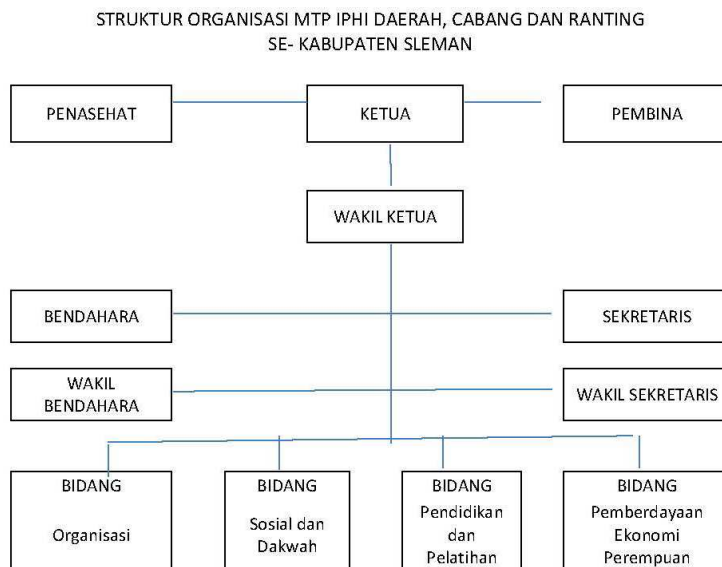 STRUKTUR ORGANISASI MTP IPHI DAERAH, CABANG DAN RANTING
SE- KABUPATEN SLEMAN
PENASEHAT
KETUA
PEMBINA
WAKIL KETUA
BENDAHARA
SEKRETARIS
WAKIL
BENDAHARA
WAKIL SEKRETARIS
BIDANG
Organisasi
BIDANG
Sosial dan
Dakwah
BIDANG
Pendidikan
dan
Pelatihan
BIDANG
Pemberdayaan
Ekonomi
Perempuan